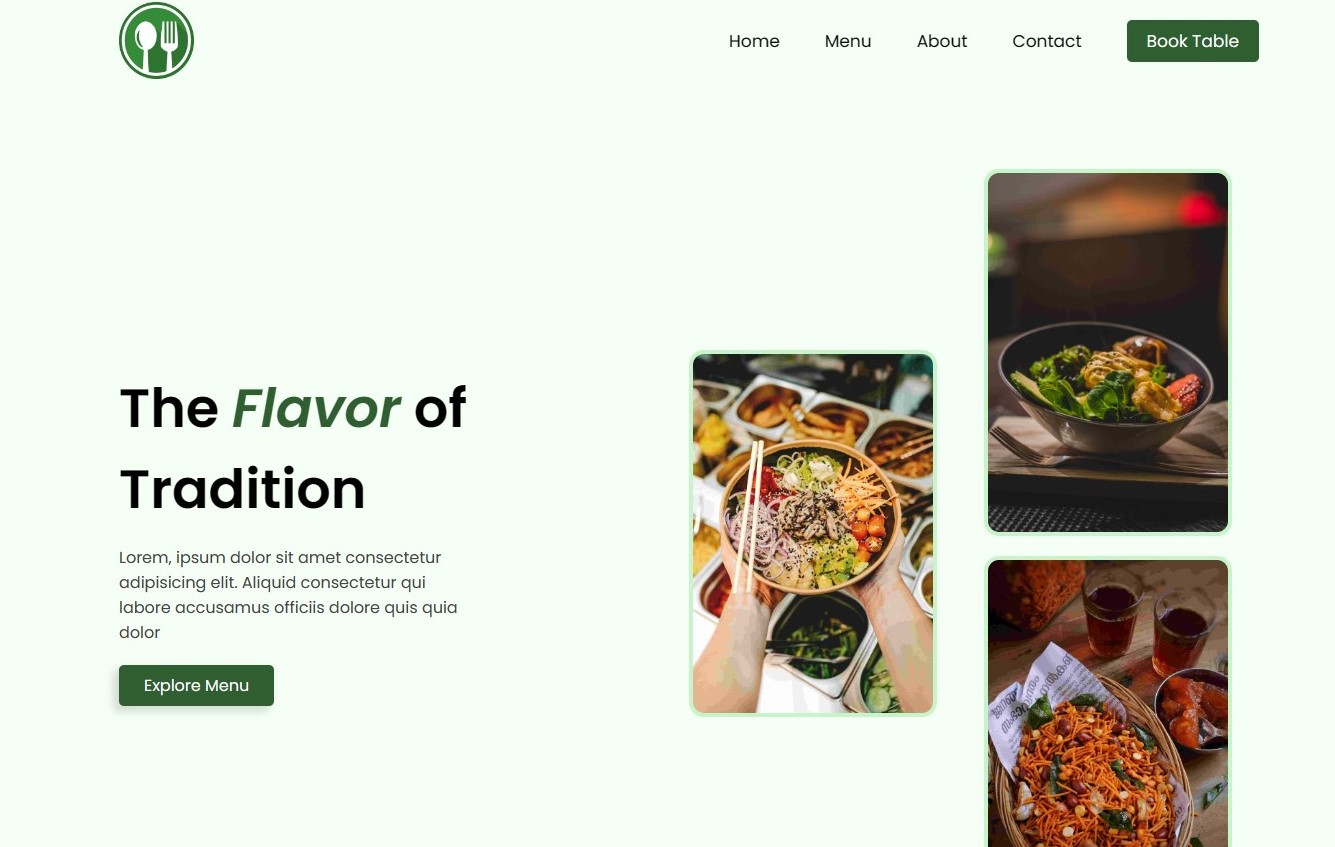 Home Menu About Contact Book Table
The Flavor of
Tradition
Lorem, ipsum dolor sit amet consectetur
adipisicing elit. Aliquid consectetur qui
labore accusamus officiis dolore quis quia
dolor
Explore Menu